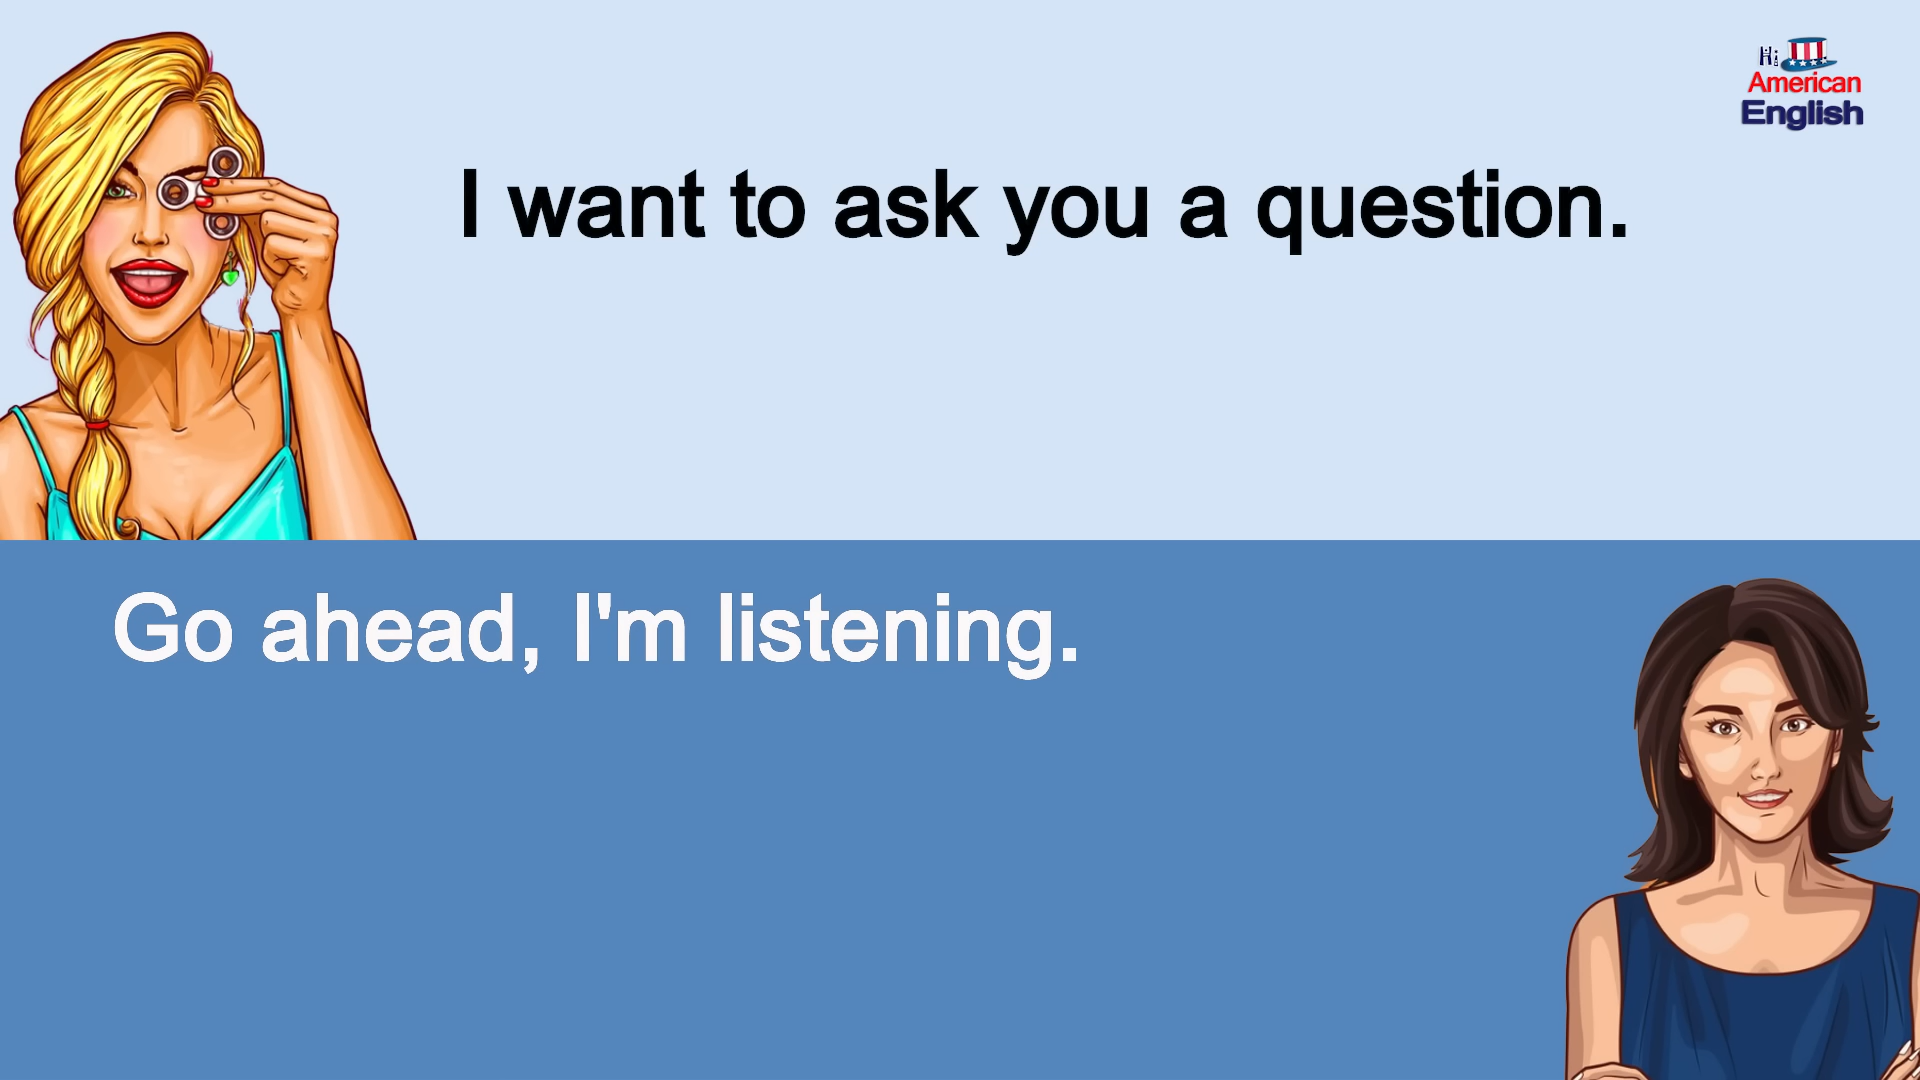 Hi
American
English
I want to ask you a question.
Go ahead, I'm listening.